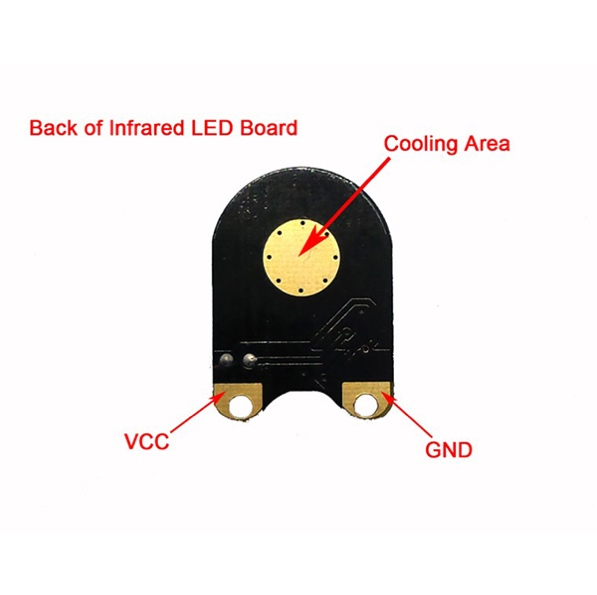 Back of Infrared LED Board
Cooling Area
VCC
GND